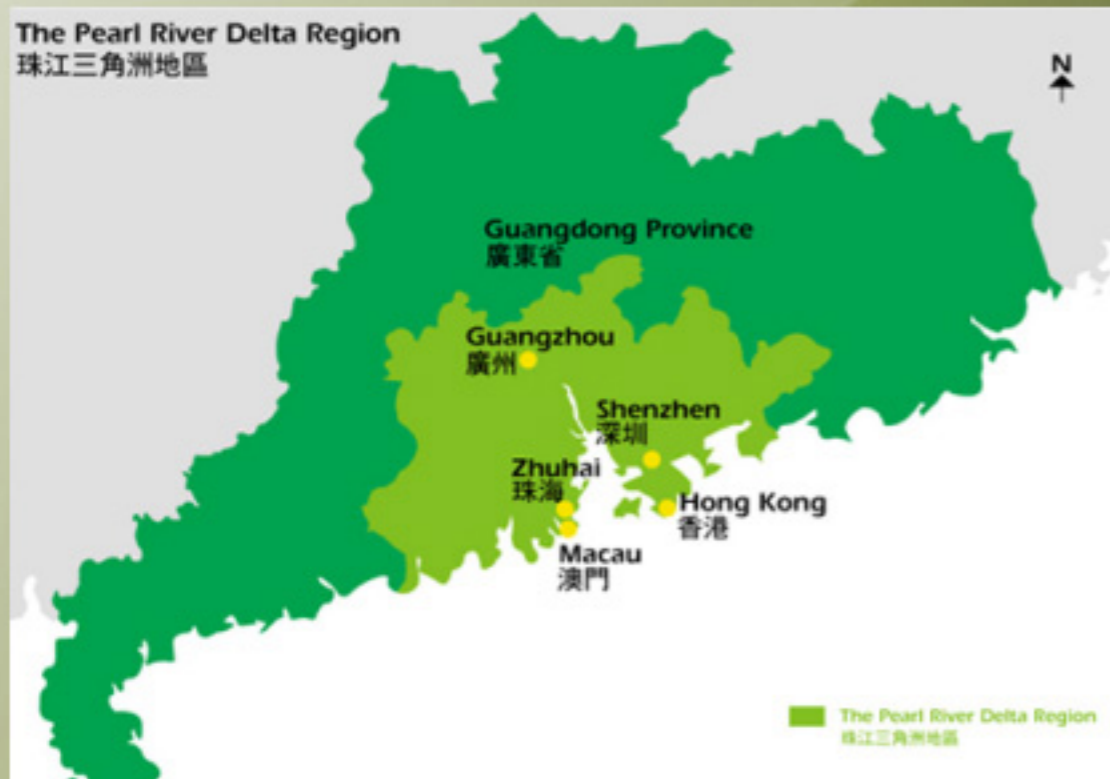 The Pearl River Delta Region
珠江三角洲地區
N
Guangdong Province
廣東省
Guangzhou
廣州
Shenzhen
深圳
Zhuhai
珠海
Hong Kong
香港
Macau
澳門
The Pearl River Delta Region
珠江三角洲地區